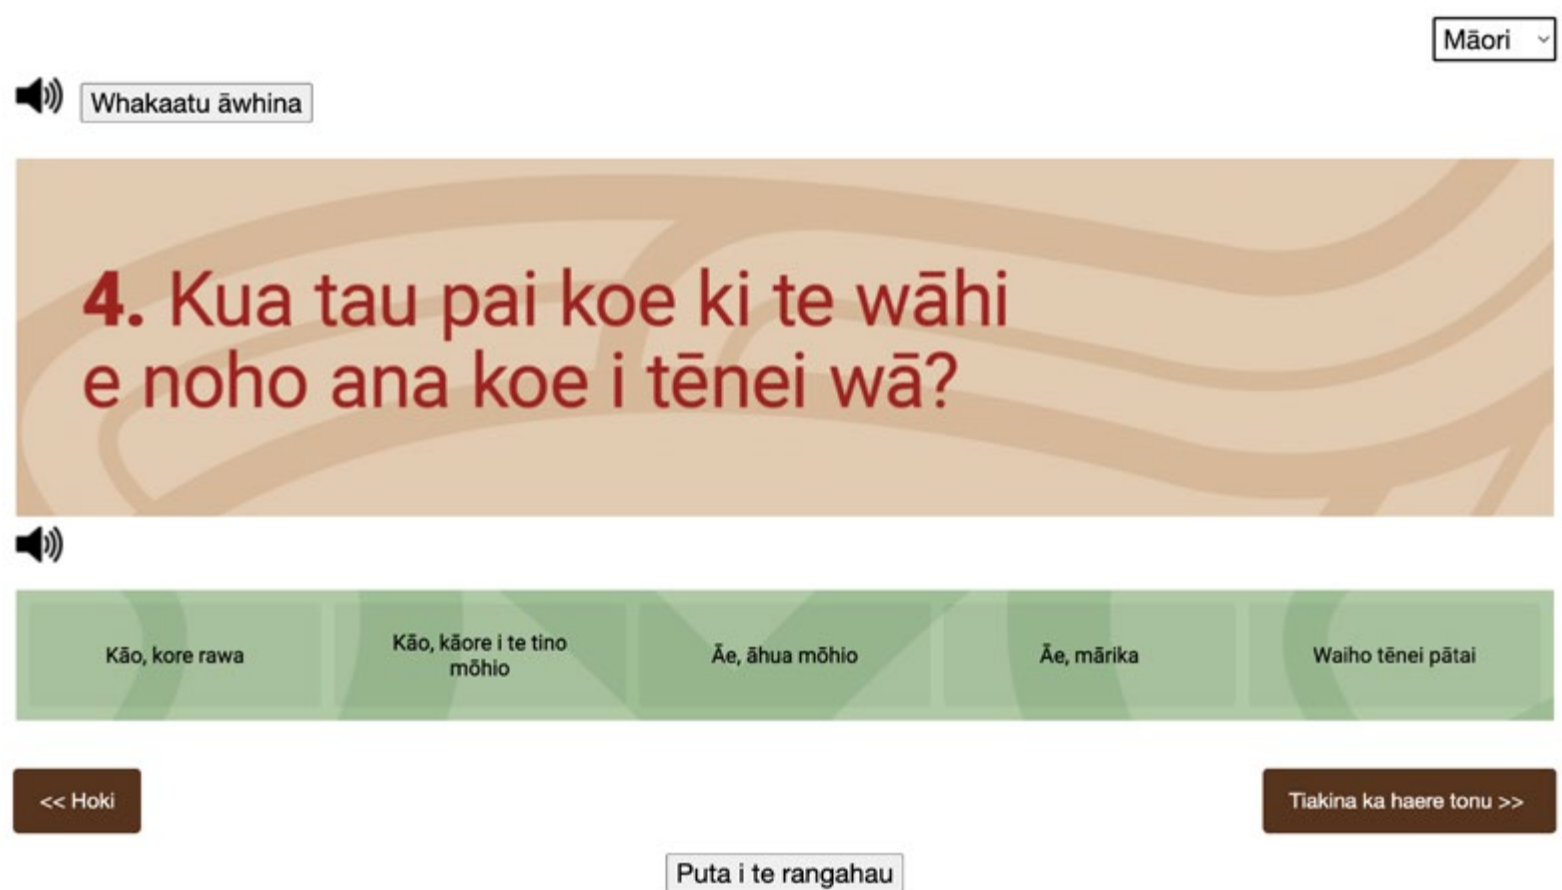 Māori
Whakaatu āwhina
4. Kua tau pai koe ki te wāhi
e noho ana koe i tēnei wā?
Kāo, kore rawa
Kāo, kāore i te tino
mōhio
Āe, āhua mōhio
Āe, mārika
Waiho tēnei pātai
<< Hoki
Tiakina ka haere tonu >>
Puta i te rangahau